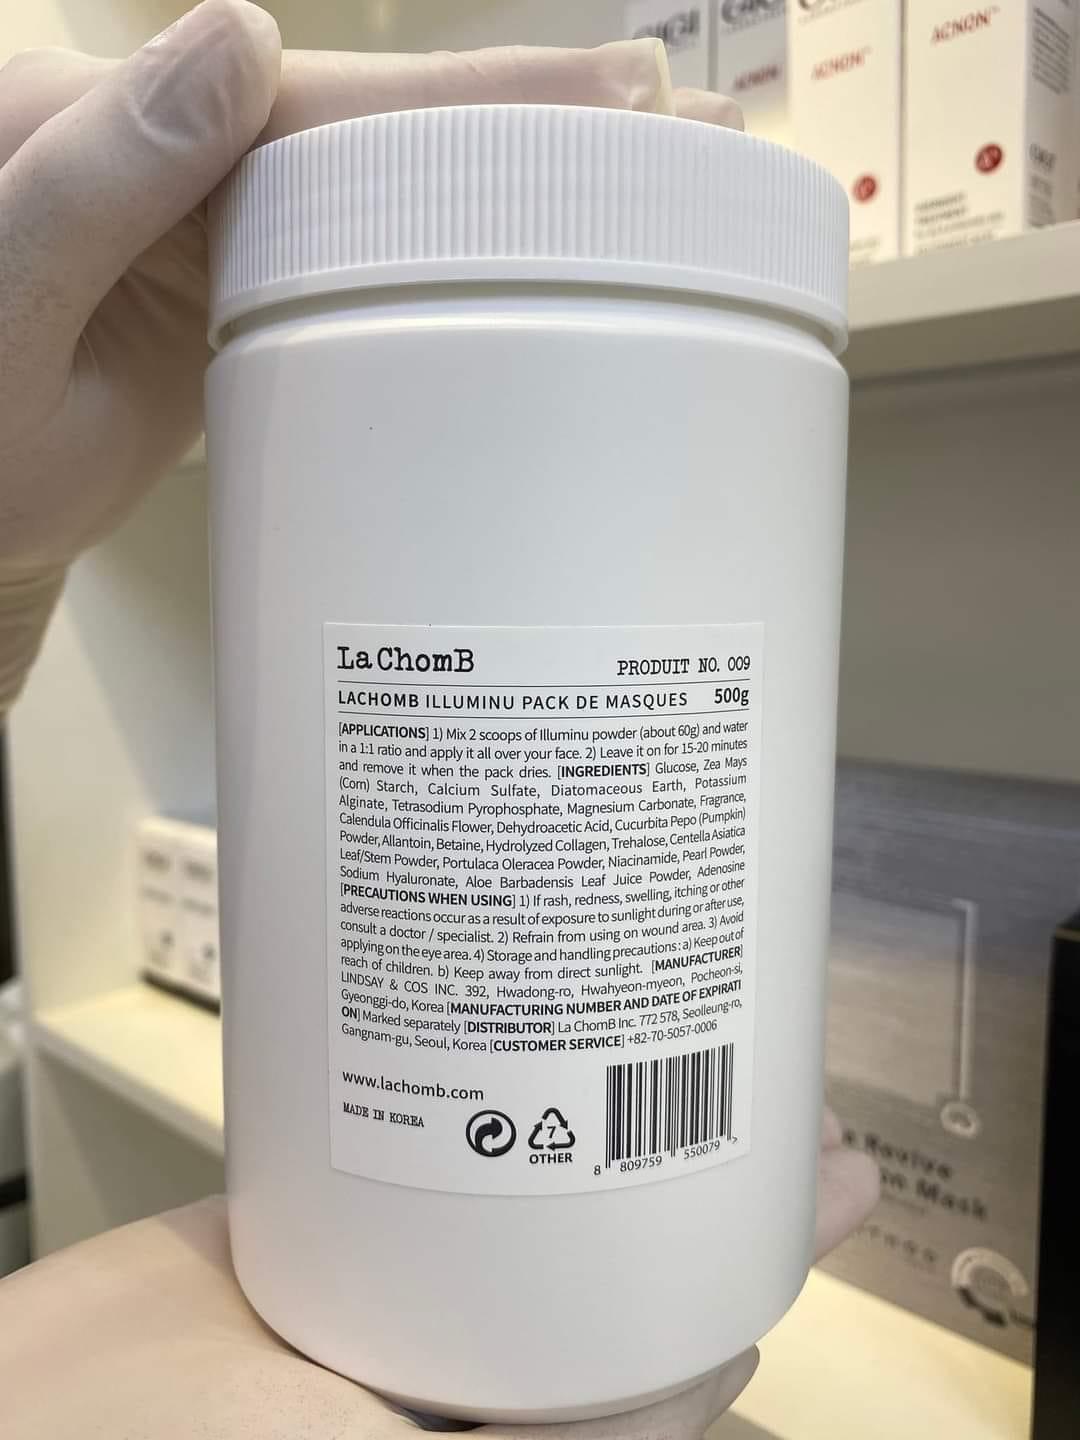 GIGI
ACNON
ACNON™
ACNON™
La ChomB
PRODUIT NO. 009
LACHOMB ILLUMINU PACK DE MASQUES 500g
[APPLICATIONS] 1) Mix 2 scoops of Illuminu powder (about 60g) and water
in a 1:1 ratio and apply it all over your face. 2) Leave it on for 15-20 minutes
and remove it when the pack dries. [INGREDIENTS] Glucose, Zea Mays
(Corn) Starch, Calcium Sulfate, Diatomaceous Earth, Potassium
Alginate, Tetrasodium Pyrophosphate, Magnesium Carbonate, Fragrance,
Calendula Officinalis Flower, Dehydroacetic Acid, Cucurbita Pepo (Pumpkin)
Powder, Allantoin, Betaine, Hydrolyzed Collagen, Trehalose, Centella Asiatica
Leaf/Stem Powder, Portulaca Oleracea Powder, Niacinamide, Pearl Powder,
Sodium Hyaluronate, Aloe Barbadensis Leaf Juice Powder, Adenosine
[PRECAUTIONS WHEN USING] 1) If rash, redness, swelling, itching or other
adverse reactions occur as a result of exposure to sunlight during or after use,
consult a doctor / specialist. 2) Refrain from using on wound area. 3) Avoid
applying on the eye area. 4) Storage and handling precautions : a) Keep out of
reach of children. b) Keep away from direct sunlight. [MANUFACTURER]
LINDSAY & COS INC. 392, Hwadong-ro, Hwahyeon-myeon, Pocheon-si,
Gyeonggi-do, Korea [MANUFACTURING NUMBER AND DATE OF EXPIRATI
ON] Marked separately [DISTRIBUTOR] La ChomB Inc. 772 578, Seolleung-ro,
Gangnam-gu, Seoul, Korea [CUSTOMER SERVICE] +82-70-5057-0006
www.lachomb.com
MADE IN KOREA
7
OTHER
8 809759 550079 >
Revive
Mask